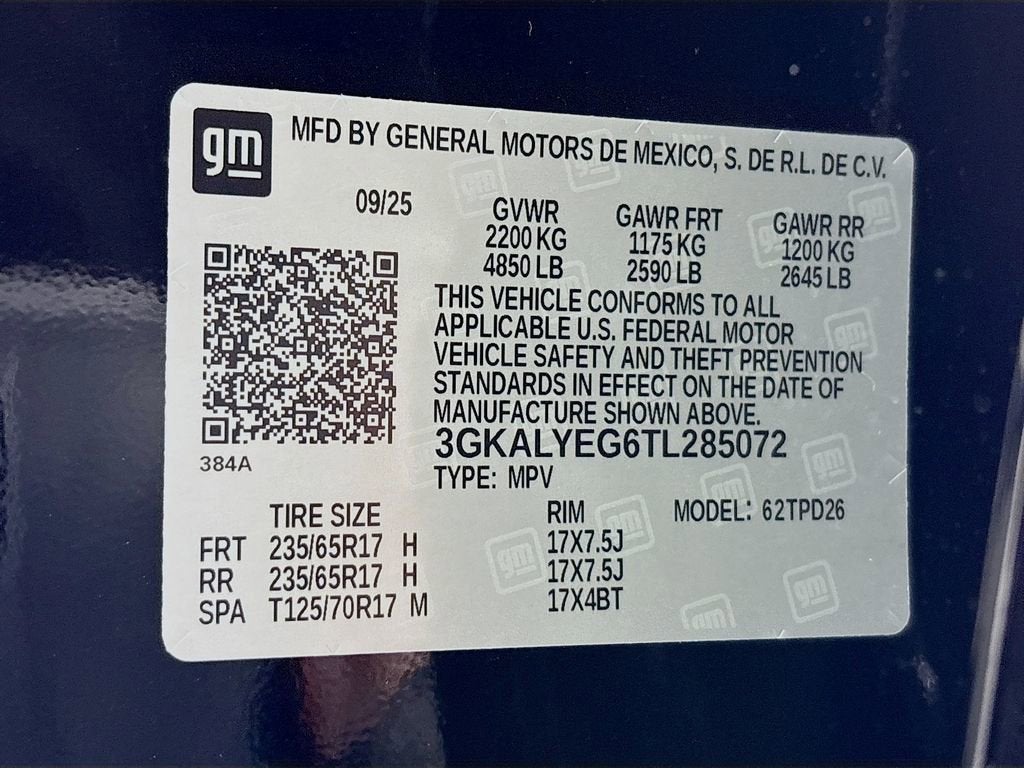 gm MFD BY GENERAL MOTORS DE MEXICO, S. DE R.L. DE C.V.
09/25 GVWR GAWR FRT GAWR RR
2200 KG 1175 KG 1200 KG
4850 LB 2590 LB 2645 LB
THIS VEHICLE CONFORMS TO ALL
APPLICABLE U.S. FEDERAL MOTOR
VEHICLE SAFETY AND THEFT PREVENTION
STANDARDS IN EFFECT ON THE DATE OF
MANUFACTURE SHOWN ABOVE.
3GKALYEG6TL285072
384A
TYPE: MPV
TIRE SIZE RIM MODEL: 62TPD26
FRT 235/65R17 H 17X7.5J
RR 235/65R17 H 17X7.5J
SPA T125/70R17 M 17X4BT